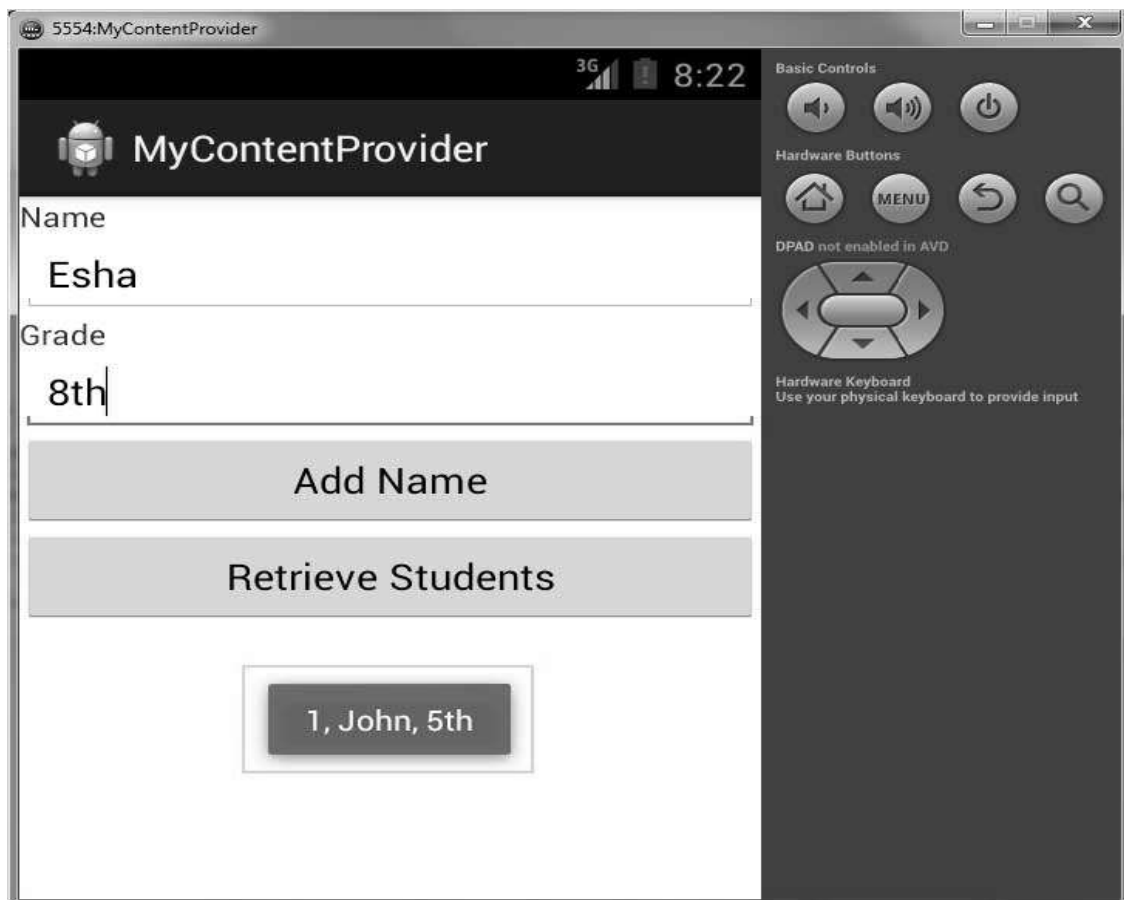 5554:MyContentProvider
3G 8:22
MyContentProvider
Name
Esha
Grade
8th
Add Name
Retrieve Students
1, John, 5th
Basic Controls
Hardware Buttons
MENU
DPAD not enabled in AVD
Hardware Keyboard
Use your physical keyboard to provide input